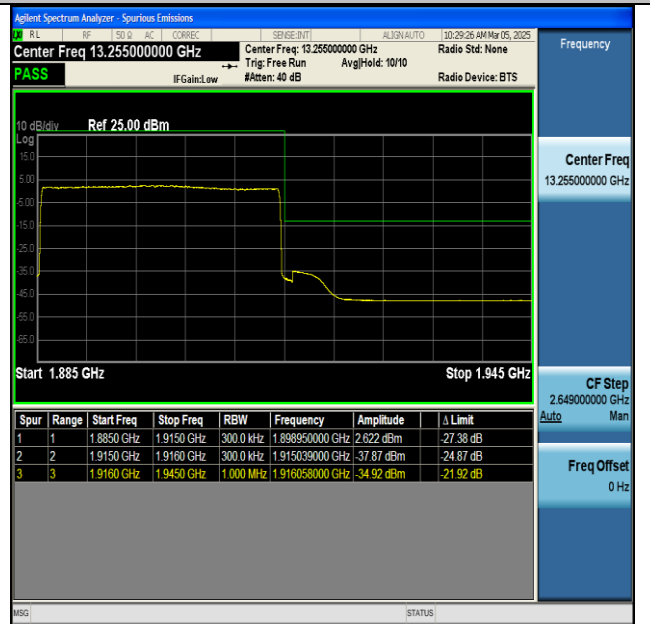 Agilent Spectrum Analyzer - Spurious Emissions
RL RF 50 Ω AC CORREC SENSE:INT ALIGN AUTO 10:29:26 AM Mar 05, 2025
Center Freq 13.255000000 GHz Center Freq: 13.255000000 GHz Radio Std: None
Trig: Free Run Avg|Hold: 10/10
PASS IFGain:Low #Atten: 40 dB Radio Device: BTS
10 dB/div Ref 25.00 dBm
Log
15.0
5.00
-5.00
-15.0
-25.0
-35.0
-45.0
-55.0
-65.0
Start 1.885 GHz Stop 1.945 GHz
Spur Range Start Freq Stop Freq RBW Frequency Amplitude Δ Limit
1 1 1.8850 GHz 1.9150 GHz 300.0 kHz 1.898950000 GHz 2.622 dBm -27.38 dB
2 2 1.9150 GHz 1.9160 GHz 300.0 kHz 1.915039000 GHz -37.87 dBm -24.87 dB
3 3 1.9160 GHz 1.9450 GHz 1.000 MHz 1.916058000 GHz -34.92 dBm -21.92 dB
Frequency
Center Freq
13.255000000 GHz
CF Step
2.649000000 GHz
Auto Man
Freq Offset
0 Hz
MSG STATUS